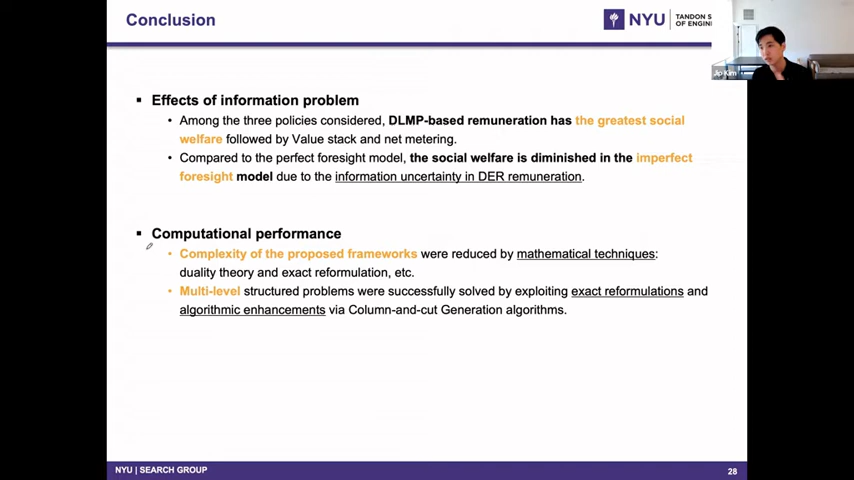 Conclusion
NYU
TANDON S
OF ENGINE
Jip Kim
Effects of information problem
Among the three policies considered, DLMP-based remuneration has the greatest social
welfare followed by Value stack and net metering.
Compared to the perfect foresight model, the social welfare is diminished in the imperfect
foresight model due to the information uncertainty in DER remuneration.
Computational performance
Complexity of the proposed frameworks were reduced by mathematical techniques:
duality theory and exact reformulation, etc.
Multi-level structured problems were successfully solved by exploiting exact reformulations and
algorithmic enhancements via Column-and-cut Generation algorithms.
NYU | SEARCH GROUP
28